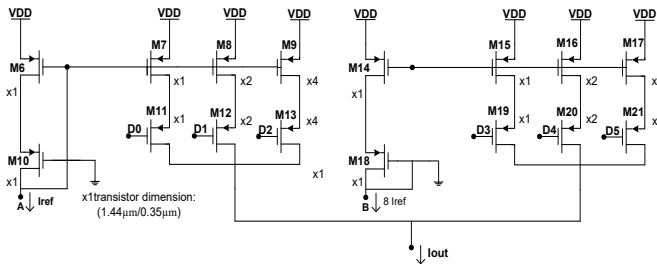 VDD VDD VDD VDD VDD VDD VDD VDD
M6 M7 M8 M9 M14 M15 M16 M17
x1 x1 x2 x4 x1 x1 x2
M11 M12 M13 M19 M20 M21
x1 x2 x4 x1 x2
D0 D1 D2 D3 D4 D5
M10 M18
x1 x1 x1
A Iref B 8 Iref
x1transistor dimension:
(1.44μm/0.35μm)
Iout